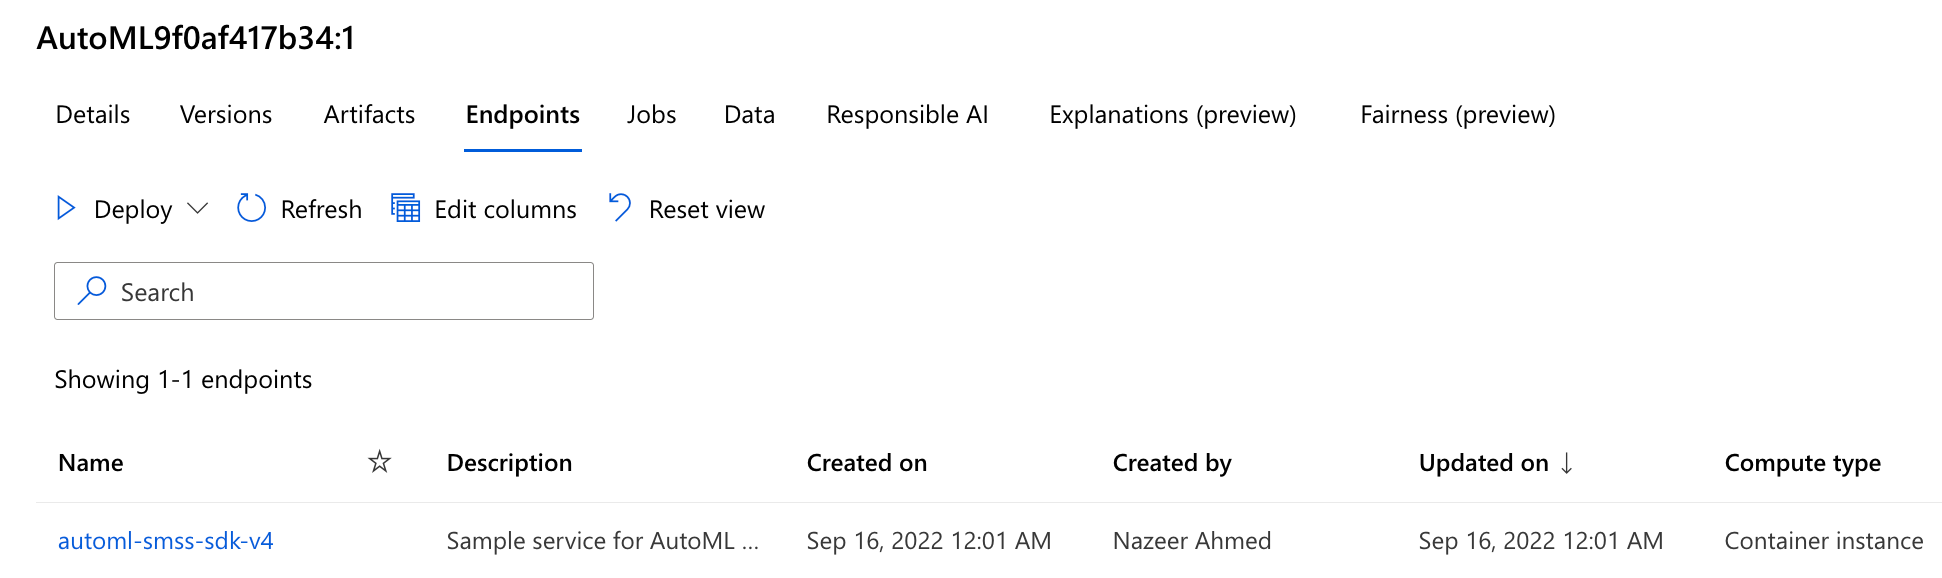 AutoML9f0af417b34:1
Details Versions Artifacts Endpoints Jobs Data Responsible AI Explanations (preview) Fairness (preview)
Deploy Refresh Edit columns Reset view
Search
Showing 1-1 endpoints
Name Description Created on Created by Updated on ↓ Compute type
automl-smss-sdk-v4 Sample service for AutoML ... Sep 16, 2022 12:01 AM Nazeer Ahmed Sep 16, 2022 12:01 AM Container instance